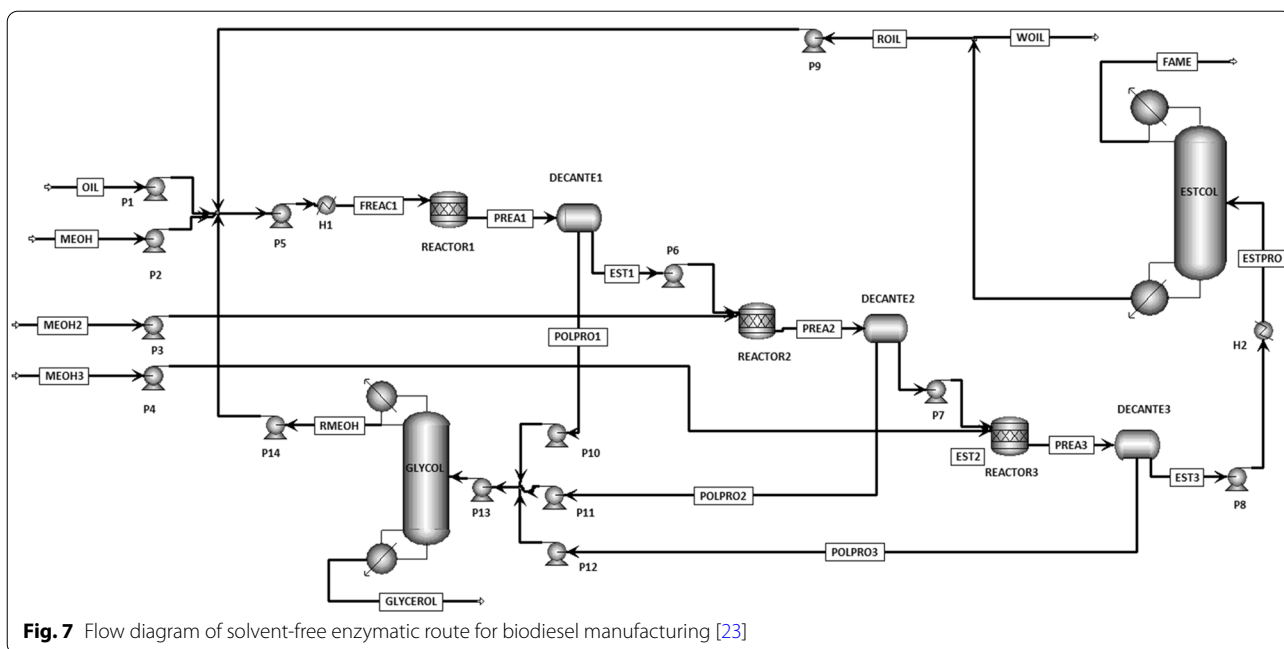 ROIL
WOIL
P9
FAME
OIL
P1
DECANTE1
ESTCOL
MEOH
P2
P5
H1
FREAC1
REACTOR1
PREA1
EST1
P6
ESTPRO
DECANTE2
MEOH2
P3
POLPRO1
REACTOR2
PREA2
H2
MEOH3
P4
P7
DECANTE3
P14
RMEOH
P10
EST2
REACTOR3
PREA3
GLYCOL
P13
P11
POLPRO2
EST3
P8
P12
POLPRO3
GLYCEROL
Fig. 7 Flow diagram of solvent-free enzymatic route for biodiesel manufacturing [23]